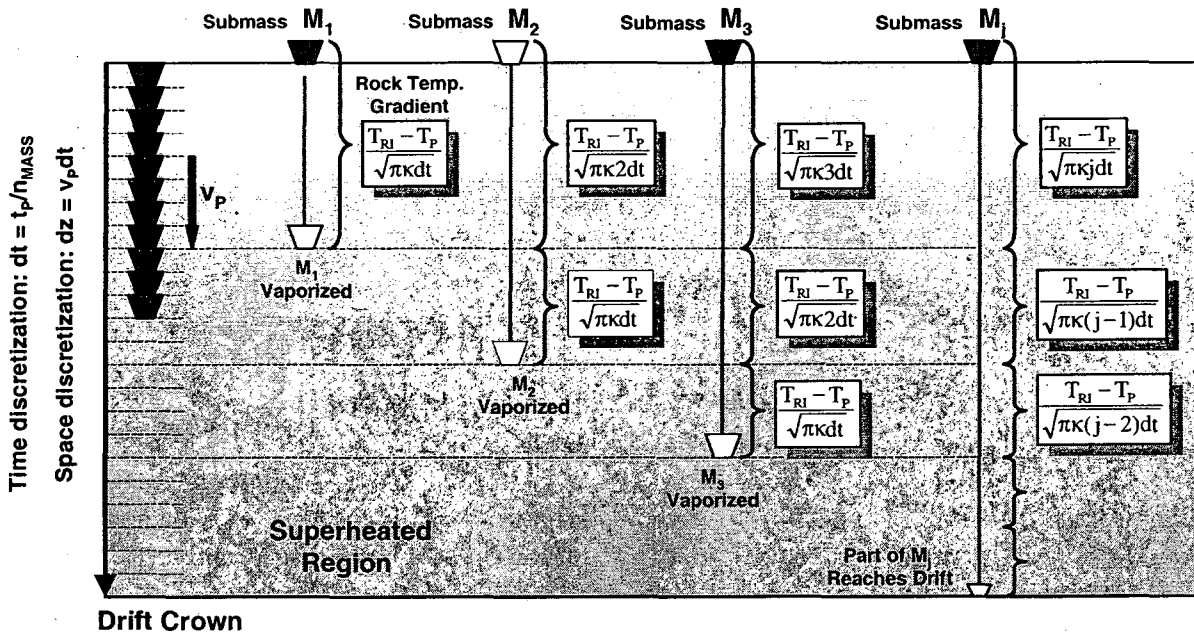 Submass M1
Submass M2
Submass M3
Submass Mj
Time discretization: dt = tP/nMASS
Space discretization: dz = vPdt
vP
Rock Temp.
Gradient
TRI − TP
√πκdt
TRI − TP
√πκ2dt
TRI − TP
√πκ3dt
TRI − TP
√πκjdt
M1
Vaporized
TRI − TP
√πκdt
TRI − TP
√πκ2dt
TRI − TP
√πκ(j−1)dt
M2
Vaporized
TRI − TP
√πκdt
TRI − TP
√πκ(j−2)dt
M3
Vaporized
Superheated
Region
Part of Mj
Reaches Drift
Drift Crown